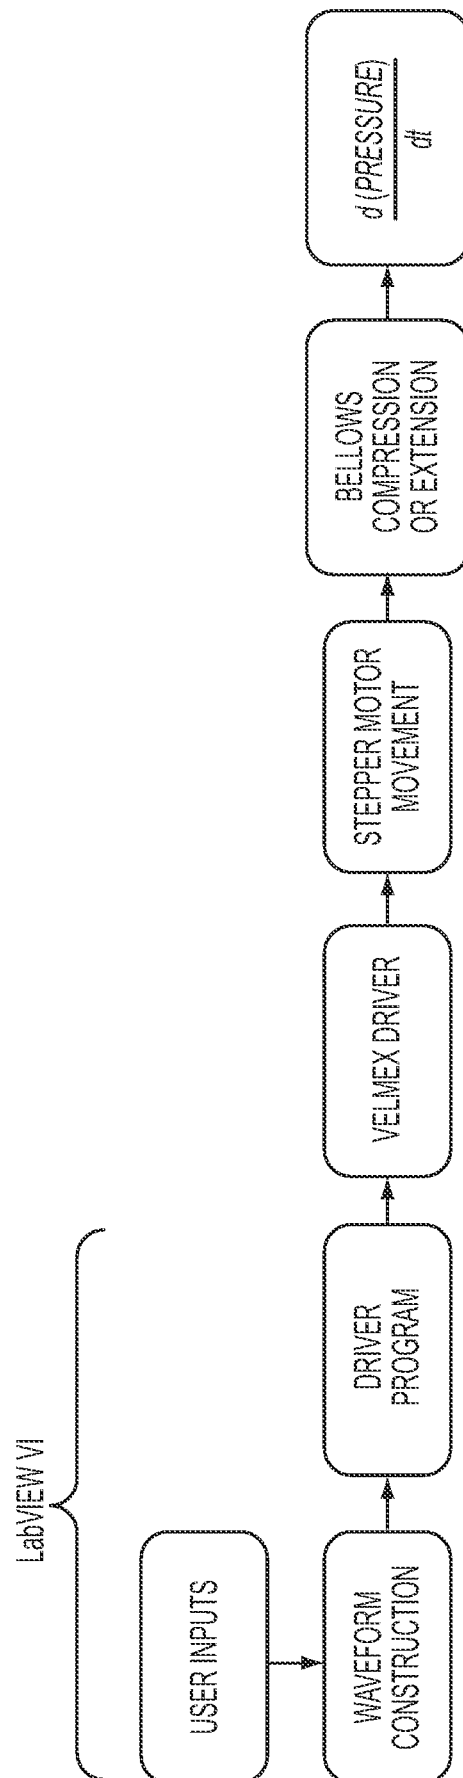 LabVIEW VI
USER INPUTS
WAVEFORM
CONSTRUCTION
DRIVER
PROGRAM
VELMEX DRIVER
STEPPER MOTOR
MOVEMENT
BELLOWS
COMPRESSION
OR EXTENSION
d (PRESSURE)
dt